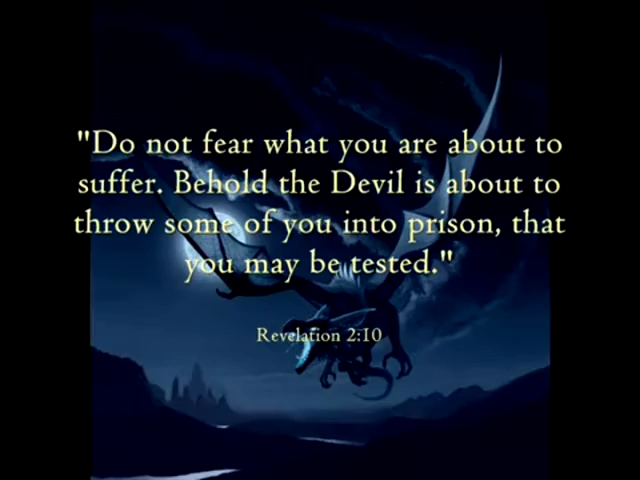 "Do not fear what you are about to
suffer. Behold the Devil is about to
throw some of you into prison, that
you may be tested."
Revelation 2:10